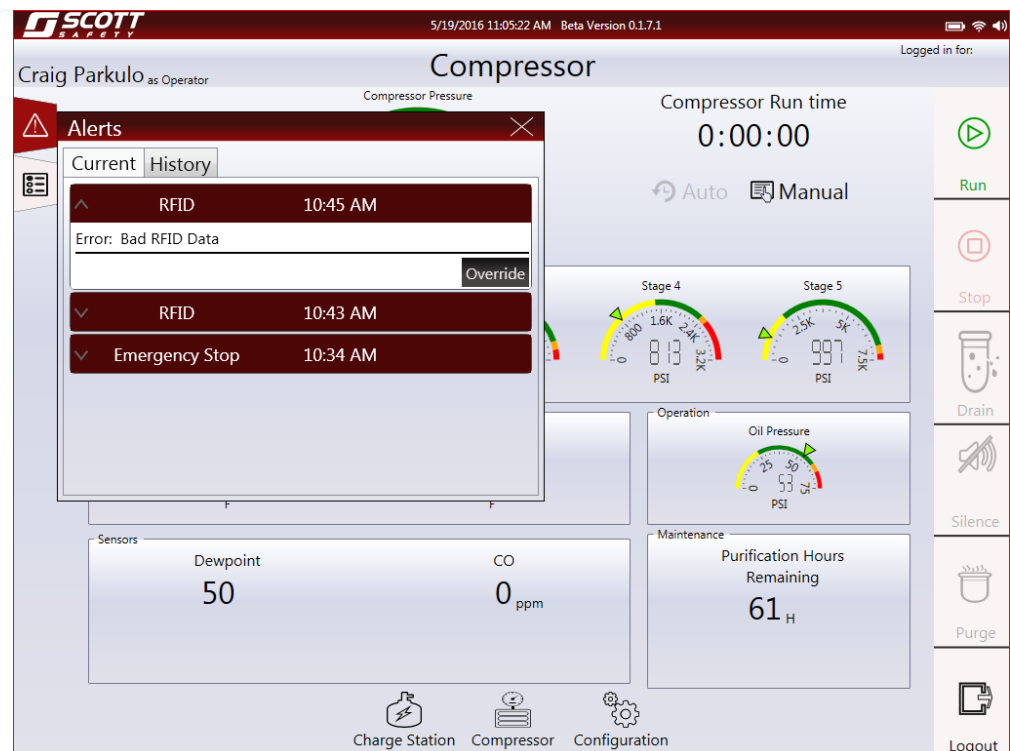 SCOTT
SAFETY
5/19/2016 11:05:22 AM Beta Version 0.1.7.1
Craig Parkulo as Operator
Compressor
Logged in for:
Compressor Pressure
Compressor Run time
0:00:00
Auto
Manual
Alerts
Current
History
RFID 10:45 AM
Error: Bad RFID Data
Override
RFID 10:43 AM
Emergency Stop 10:34 AM
Stage 4
0 800 1.6K 2.4K 3.2K
813
PSI
Stage 5
0 2.5K 5K 7.5K
997
PSI
F
F
Operation
Oil Pressure
0 25 50 75
53
PSI
Sensors
Dewpoint
50
CO
0 ppm
Maintenance
Purification Hours
Remaining
61 H
Run
Stop
Drain
Silence
Purge
Logout
Charge Station
Compressor
Configuration